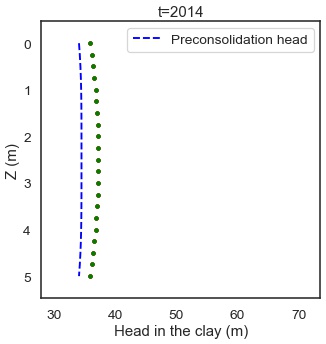 t=2014
Preconsolidation head
0
1
2
3
4
5
Z (m)
30 40 50 60 70
Head in the clay (m)